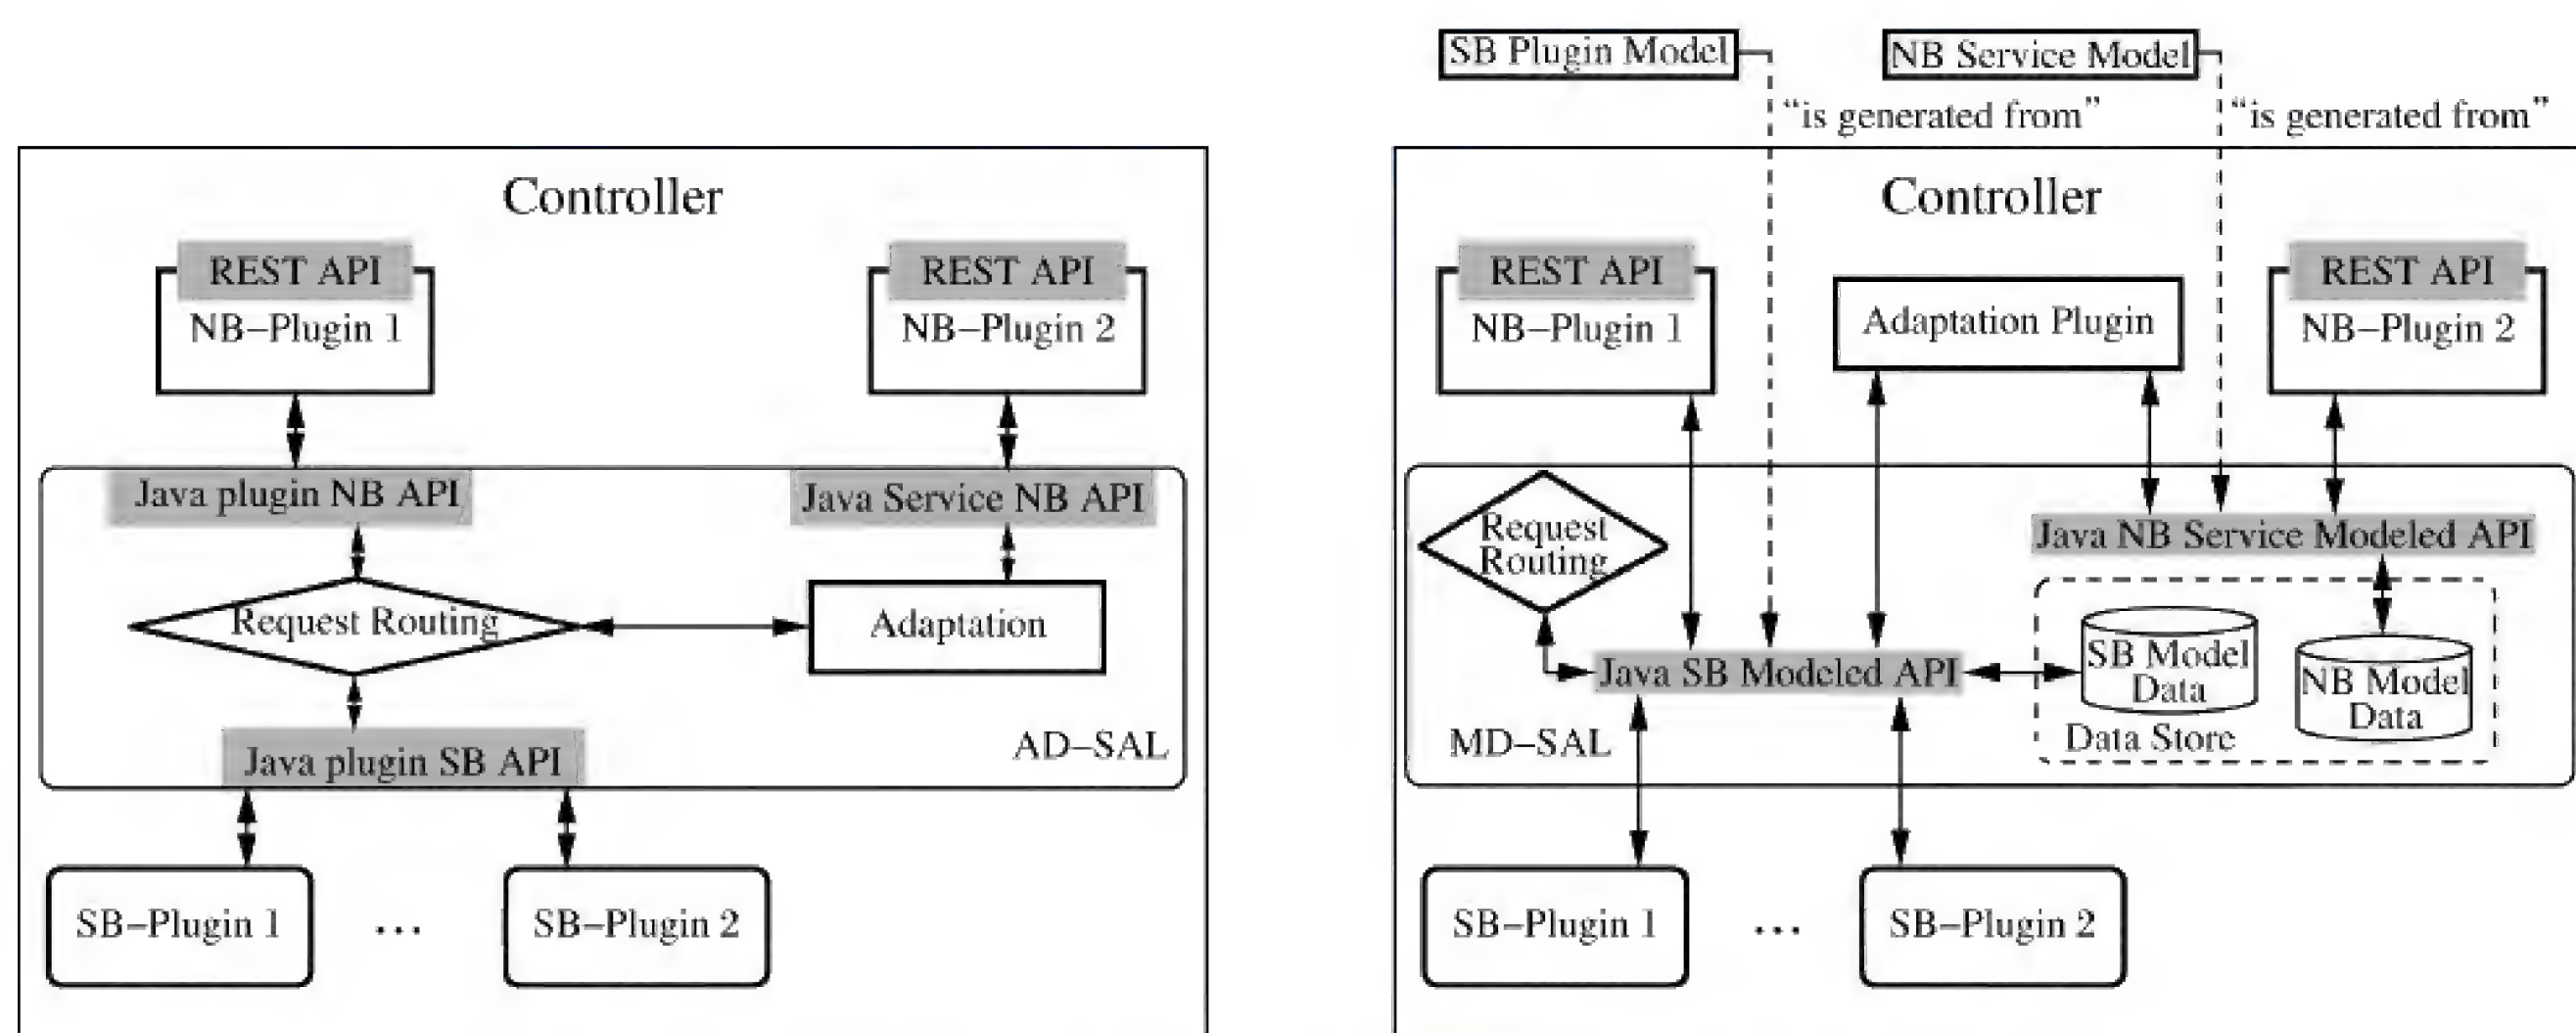 SB Plugin Model
NB Service Model
“is generated from”
“is generated from”
Controller
REST API
NB–Plugin 1
REST API
NB–Plugin 2
Java plugin NB API
Java Service NB API
Request Routing
Adaptation
Java plugin SB API
AD–SAL
SB–Plugin 1
...
SB–Plugin 2
Controller
REST API
NB–Plugin 1
Adaptation Plugin
REST API
NB–Plugin 2
Request
Routing
Java NB Service Modeled API
Java SB Modeled API
SB Model
Data
NB Model
Data
Data Store
MD–SAL
SB–Plugin 1
...
SB–Plugin 2